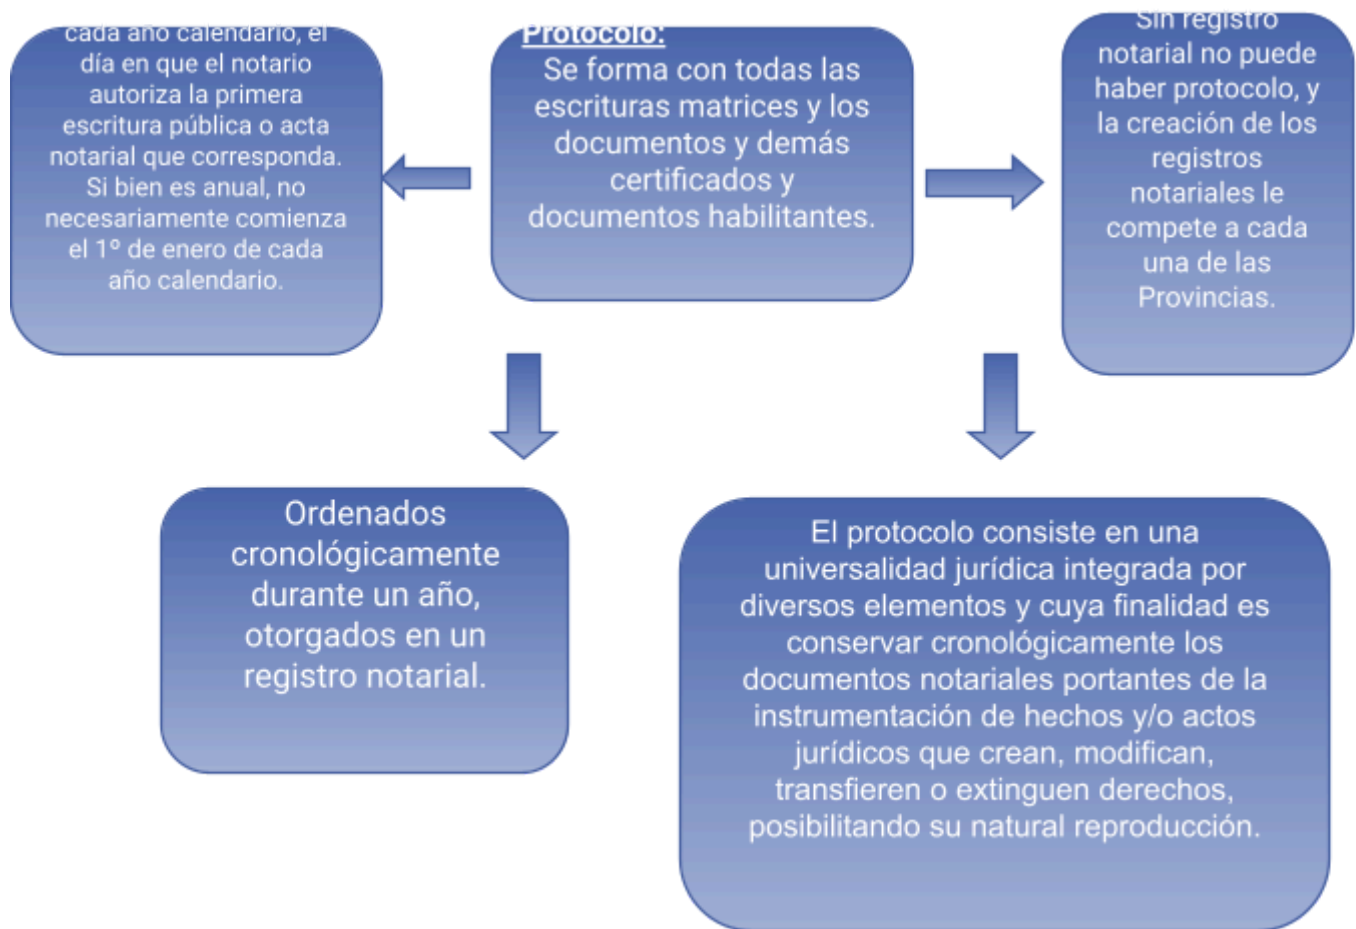 cada año calendario, el
día en que el notario
autoriza la primera
escritura pública o acta
notarial que corresponda.
Si bien es anual, no
necesariamente comienza
el 1º de enero de cada
año calendario.
Protocolo:
Se forma con todas las
escrituras matrices y los
documentos y demás
certificados y
documentos habilitantes.
Sin registro
notarial no puede
haber protocolo, y
la creación de los
registros
notariales le
compete a cada
una de las
Provincias.
Ordenados
cronológicamente
durante un año,
otorgados en un
registro notarial.
El protocolo consiste en una
universalidad jurídica integrada por
diversos elementos y cuya finalidad es
conservar cronológicamente los
documentos notariales portantes de la
instrumentación de hechos y/o actos
jurídicos que crean, modifican,
transfieren o extinguen derechos,
posibilitando su natural reproducción.